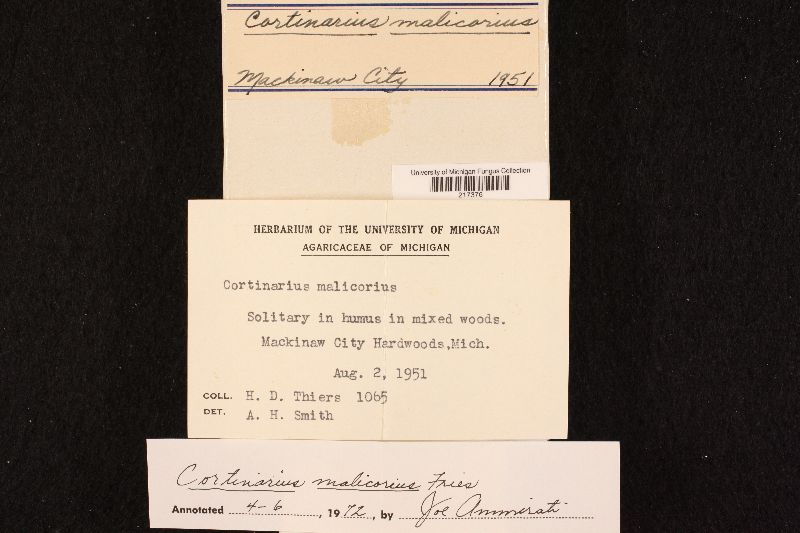 Cortinarius malicorius
Mackinaw City 1951
University of Michigan Fungus Collection
217376
HERBARIUM OF THE UNIVERSITY OF MICHIGAN
AGARICACEAE OF MICHIGAN
Cortinarius malicorius
Solitary in humus in mixed woods.
Mackinaw City Hardwoods,Mich.
Aug. 2, 1951
COLL. H. D. Thiers 1065
DET. A. H. Smith
Cortinarius malicorius Fries
Annotated 4-6, 1972, by Joe Ammirati